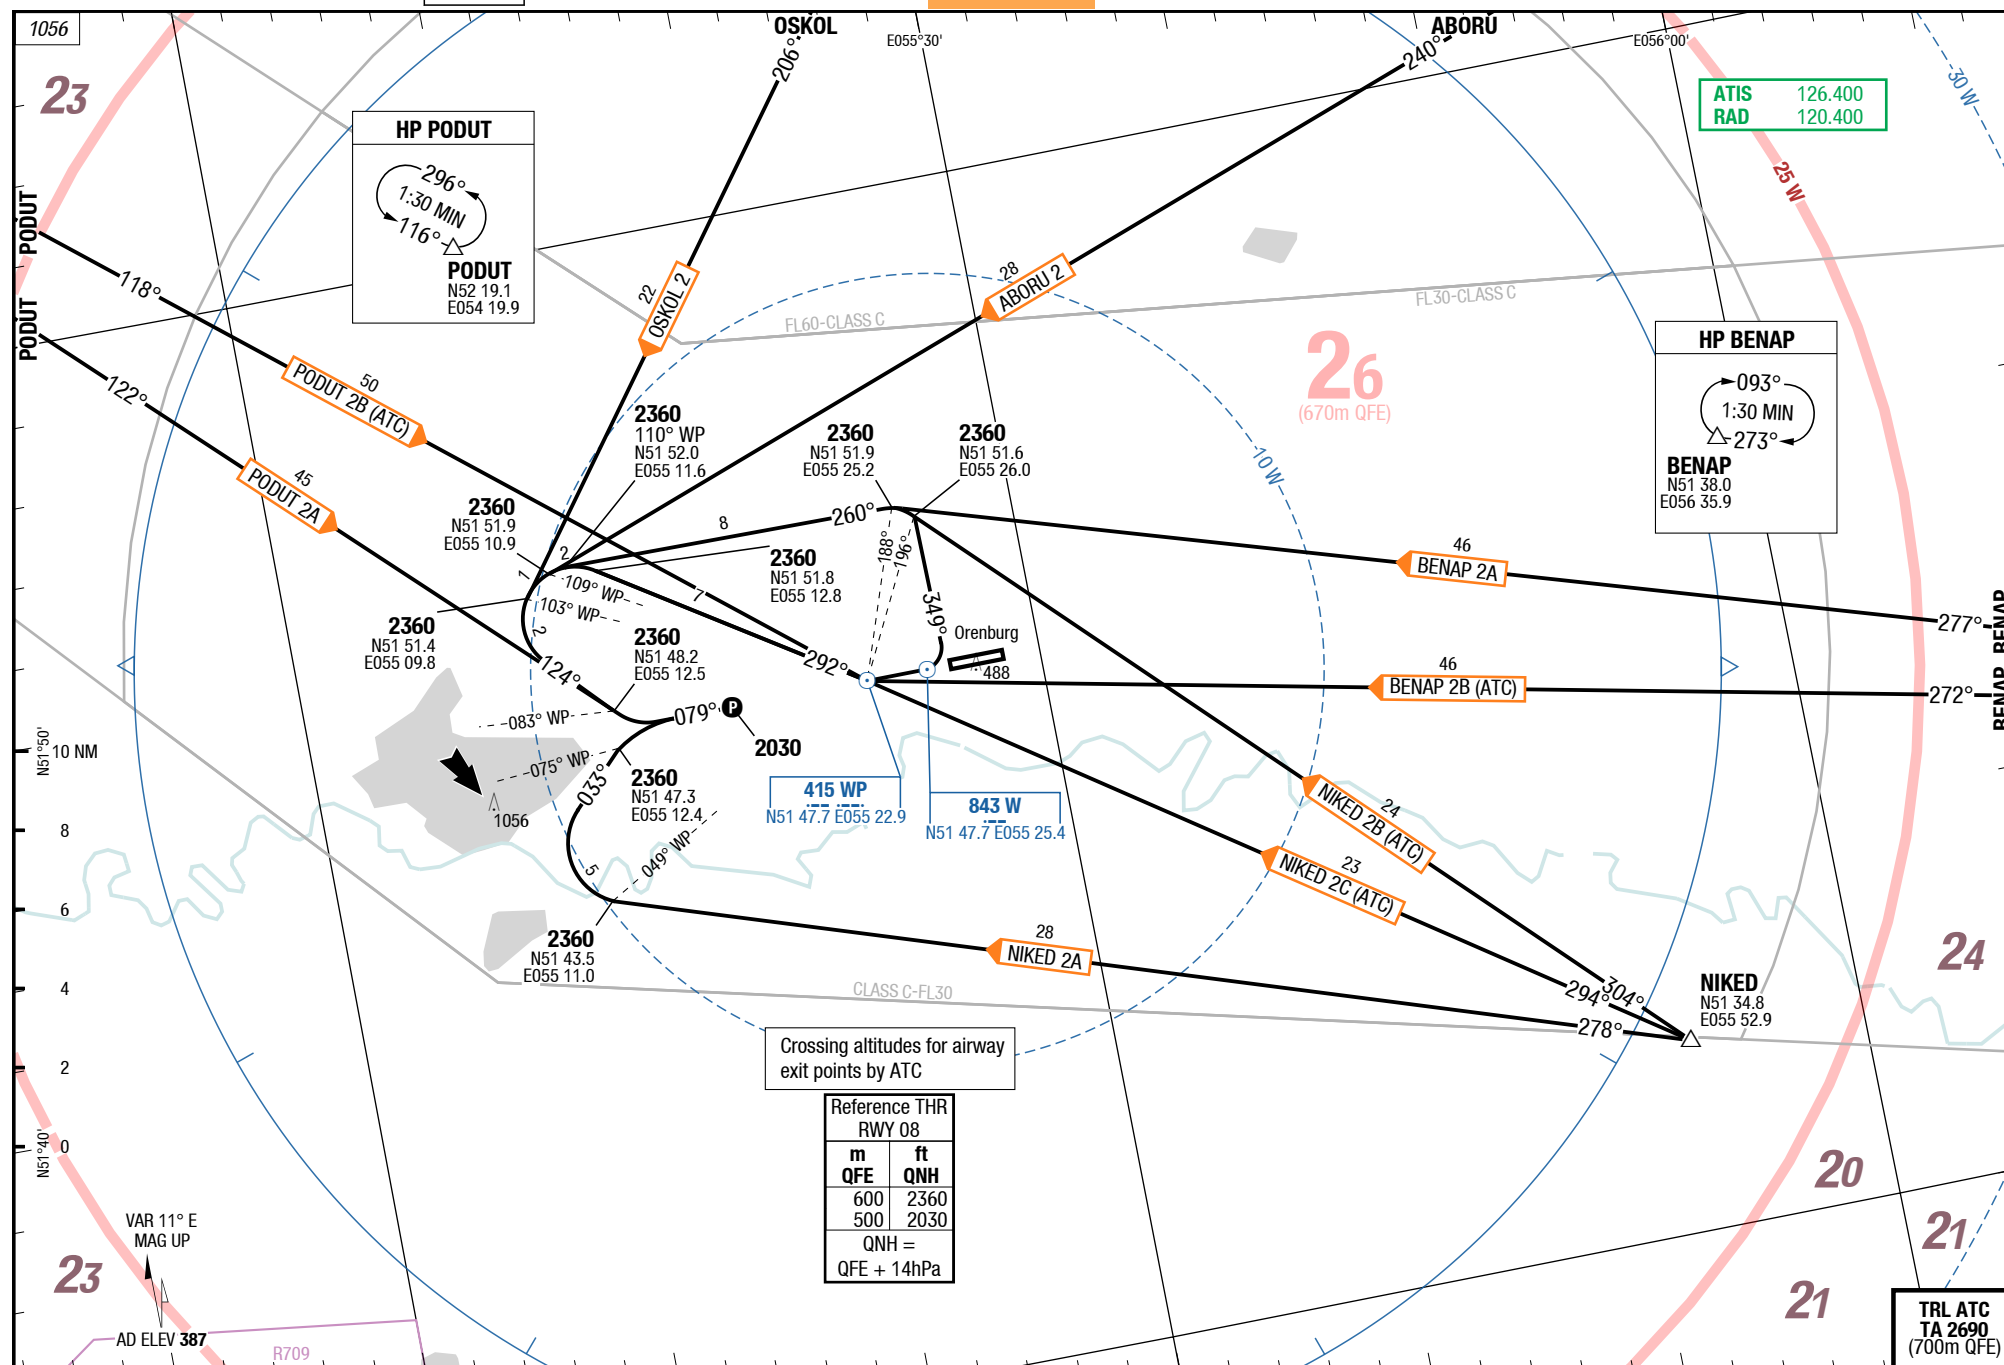 1056
OSKOL
E055°30'
ABORU
E056°00'
23
206°
240°
30 W
ATIS 126.400
RAD 120.400
HP PODUT
296°
1:30 MIN
116°
PODUT
N52 19.1
E054 19.9
25 W
PODUT
118°
22
OSKOL 2
28
ABORU 2
FL60-CLASS C
FL30-CLASS C
PODUT
122°
50
PODUT 2B (ATC)
26
(670m QFE)
HP BENAP
093°
1:30 MIN
273°
BENAP
N51 38.0
E056 35.9
45
PODUT 2A
2360
110° WP
N51 52.0
E055 11.6
2360
N51 51.9
E055 25.2
2360
N51 51.6
E055 26.0
10 W
2360
N51 51.9
E055 10.9
8
260°
188°
196°
46
BENAP 2A
2
1
109° WP
103° WP
7
2360
N51 51.8
E055 12.8
349°
277°
BENAP
2360
N51 51.4
E055 09.8
2
124°
2360
N51 48.2
E055 12.5
292°
Orenburg
488
46
BENAP 2B (ATC)
272°
BENAP
083° WP
079°
P
2030
N51°50'
10 NM
075° WP
033°
2360
N51 47.3
E055 12.4
415 WP
N51 47.7 E055 22.9
843 W
N51 47.7 E055 25.4
24
NIKED 2B (ATC)
1056
8
5
049° WP
23
NIKED 2C (ATC)
6
2360
N51 43.5
E055 11.0
28
NIKED 2A
24
4
CLASS C-FL30
304°
294°
278°
NIKED
N51 34.8
E055 52.9
Crossing altitudes for airway
exit points by ATC
2
Reference THR
RWY 08
m ft
QFE QNH
600 2360
500 2030
QNH =
QFE + 14hPa
N51°40'
0
20
21
VAR 11° E
MAG UP
23
21
AD ELEV 387
R709
TRL ATC
TA 2690
(700m QFE)